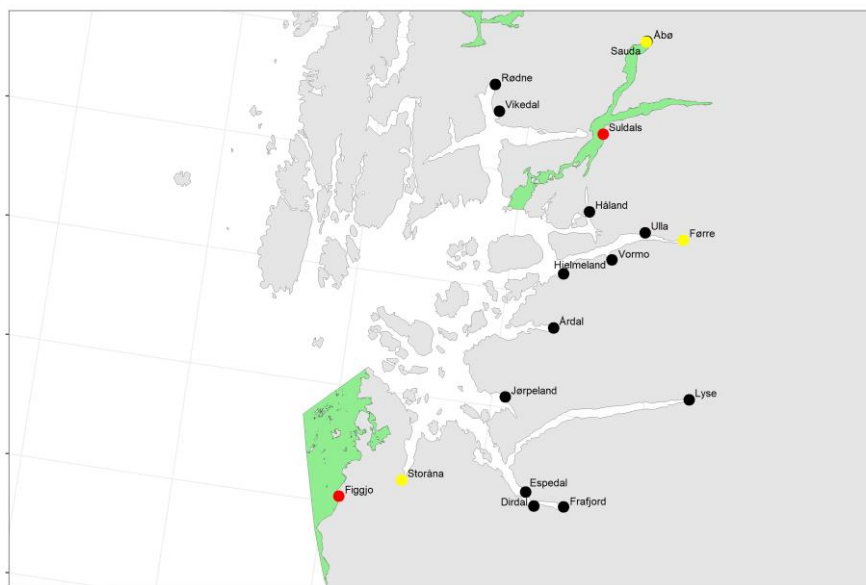 Åbø
Sauda
Rødne
Vikedal
Suldals
Håland
Ulla
Førre
Vormo
Hjelmeland
Årdal
Jørpeland
Lyse
Storåna
Figgjo
Espedal
Dirdal
Frafjord